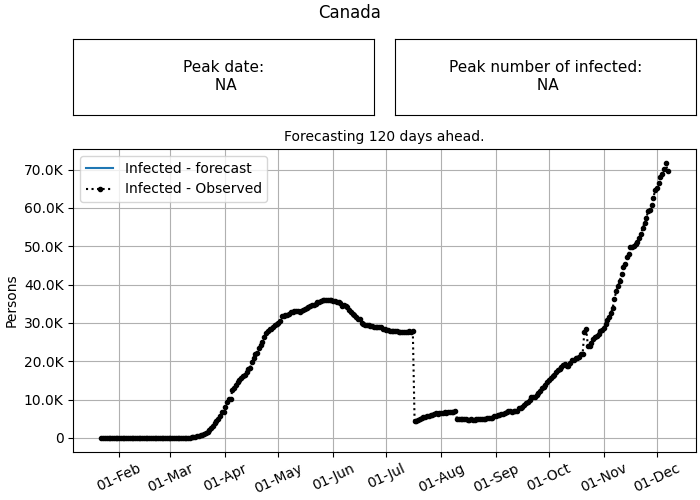 Canada
Peak date:
NA
Peak number of infected:
NA
Forecasting 120 days ahead.
Infected - forecast
Infected - Observed
Persons
70.0K
60.0K
50.0K
40.0K
30.0K
20.0K
10.0K
0
01-Feb
01-Mar
01-Apr
01-May
01-Jun
01-Jul
01-Aug
01-Sep
01-Oct
01-Nov
01-Dec